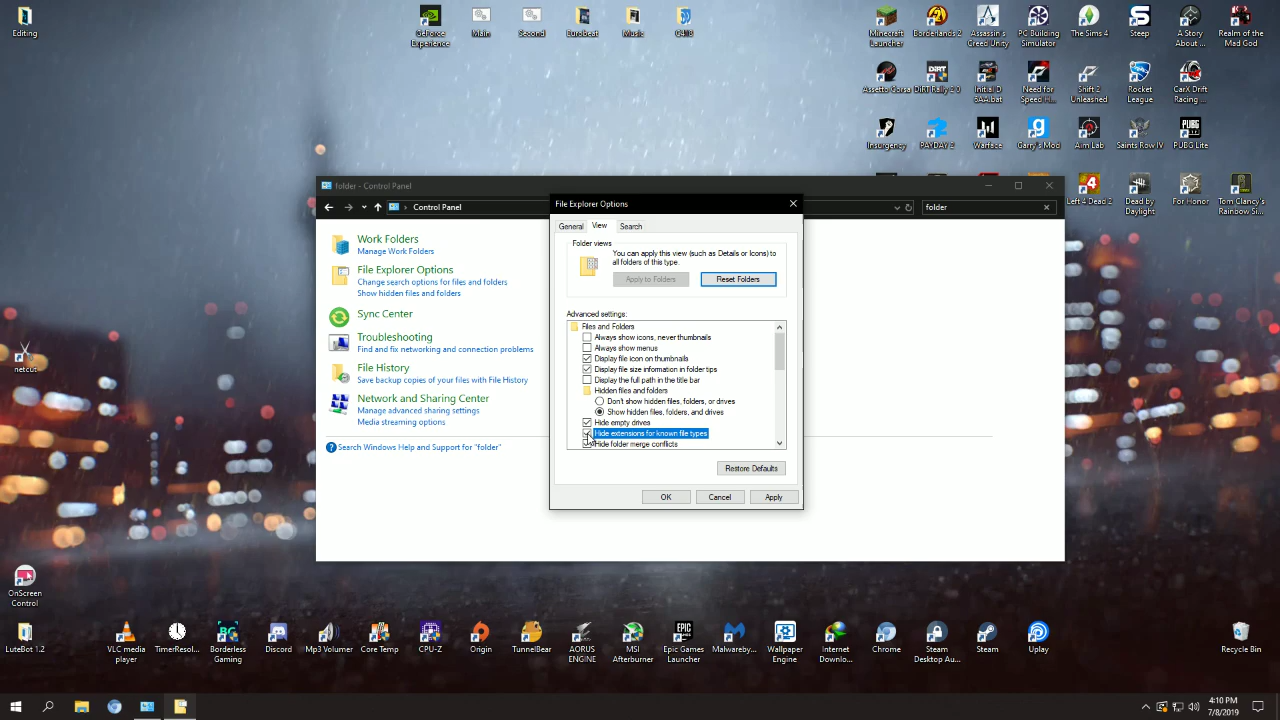 Editing
GeForce Experience
Main
Second
Eurobeat
Music
Minecraft Launcher
Borderlands 2
Assassin's Creed Unity
PC Building Simulator
The Sims 4
Steep
A Story About ...
Realm of the Mad God
Assetto Corsa
DiRT Rally 2.0
Initial D 8AA.bat
Need for Speed H...
Shift 2 Unleashed
Rocket League
CarX Drift Racing ...
Insurgency
PAYDAY 2
Warface
Garry's Mod
Aim Lab
Saints Row IV
PUBG Lite
Left 4 Dead 2
Dead by Daylight
For Honor
Tom Clancy's Rainbow Si...
folder - Control Panel
Control Panel
folder
Work Folders
Manage Work Folders
File Explorer Options
Change search options for files and folders
Show hidden files and folders
Sync Center
Troubleshooting
Find and fix networking and connection problems
File History
Save backup copies of your files with File History
Network and Sharing Center
Manage advanced sharing settings
Media streaming options
Search Windows Help and Support for "folder"
File Explorer Options
General
View
Search
Folder views
You can apply this view (such as Details or Icons) to
all folders of this type.
Apply to Folders
Reset Folders
Advanced settings:
Files and Folders
Always show icons, never thumbnails
Always show menus
Display file icon on thumbnails
Display file size information in folder tips
Display the full path in the title bar
Hidden files and folders
Don't show hidden files, folders, or drives
Show hidden files, folders, and drives
Hide empty drives
Hide extensions for known file types
Hide folder merge conflicts
Restore Defaults
OK
Cancel
Apply
netcut
OnScreen Control
LuteBot 1.2
VLC media player
TimerResol...
Borderless Gaming
Discord
Mp3 Volumer
Core Temp
CPU-Z
Origin
TunnelBear
AORUS ENGINE
MSI Afterburner
Epic Games Launcher
Malwareby...
Wallpaper Engine
Internet Downlo...
Chrome
Steam Desktop Au...
Steam
Uplay
Recycle Bin
4:10 PM
7/8/2019